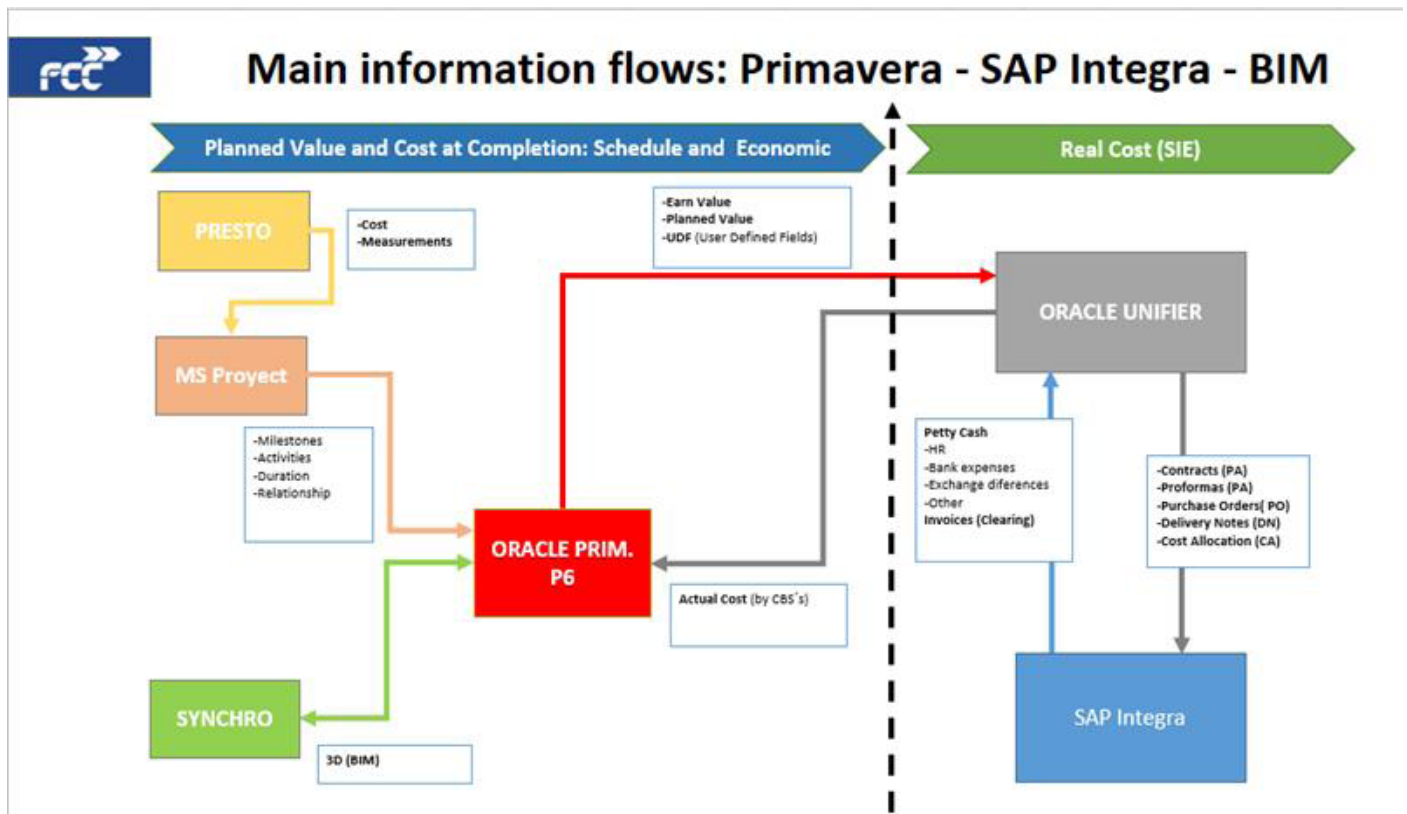 FCC
Main information flows: Primavera - SAP Integra - BIM
Planned Value and Cost at Completion: Schedule and Economic
Real Cost (SIE)
PRESTO
-Cost
-Measurements
-Earn Value
-Planned Value
-UDF (User Defined Fields)
ORACLE UNIFIER
MS Proyect
-Milestones
-Activities
-Duration
-Relationship
Petty Cash
-HR
-Bank expenses
-Exchange diferences
-Other
Invoices (Clearing)
-Contracts (PA)
-Proformas (PA)
-Purchase Orders( PO)
-Delivery Notes (DN)
-Cost Allocation (CA)
ORACLE PRIM.
P6
Actual Cost (by CBS´s)
SYNCHRO
3D (BIM)
SAP Integra